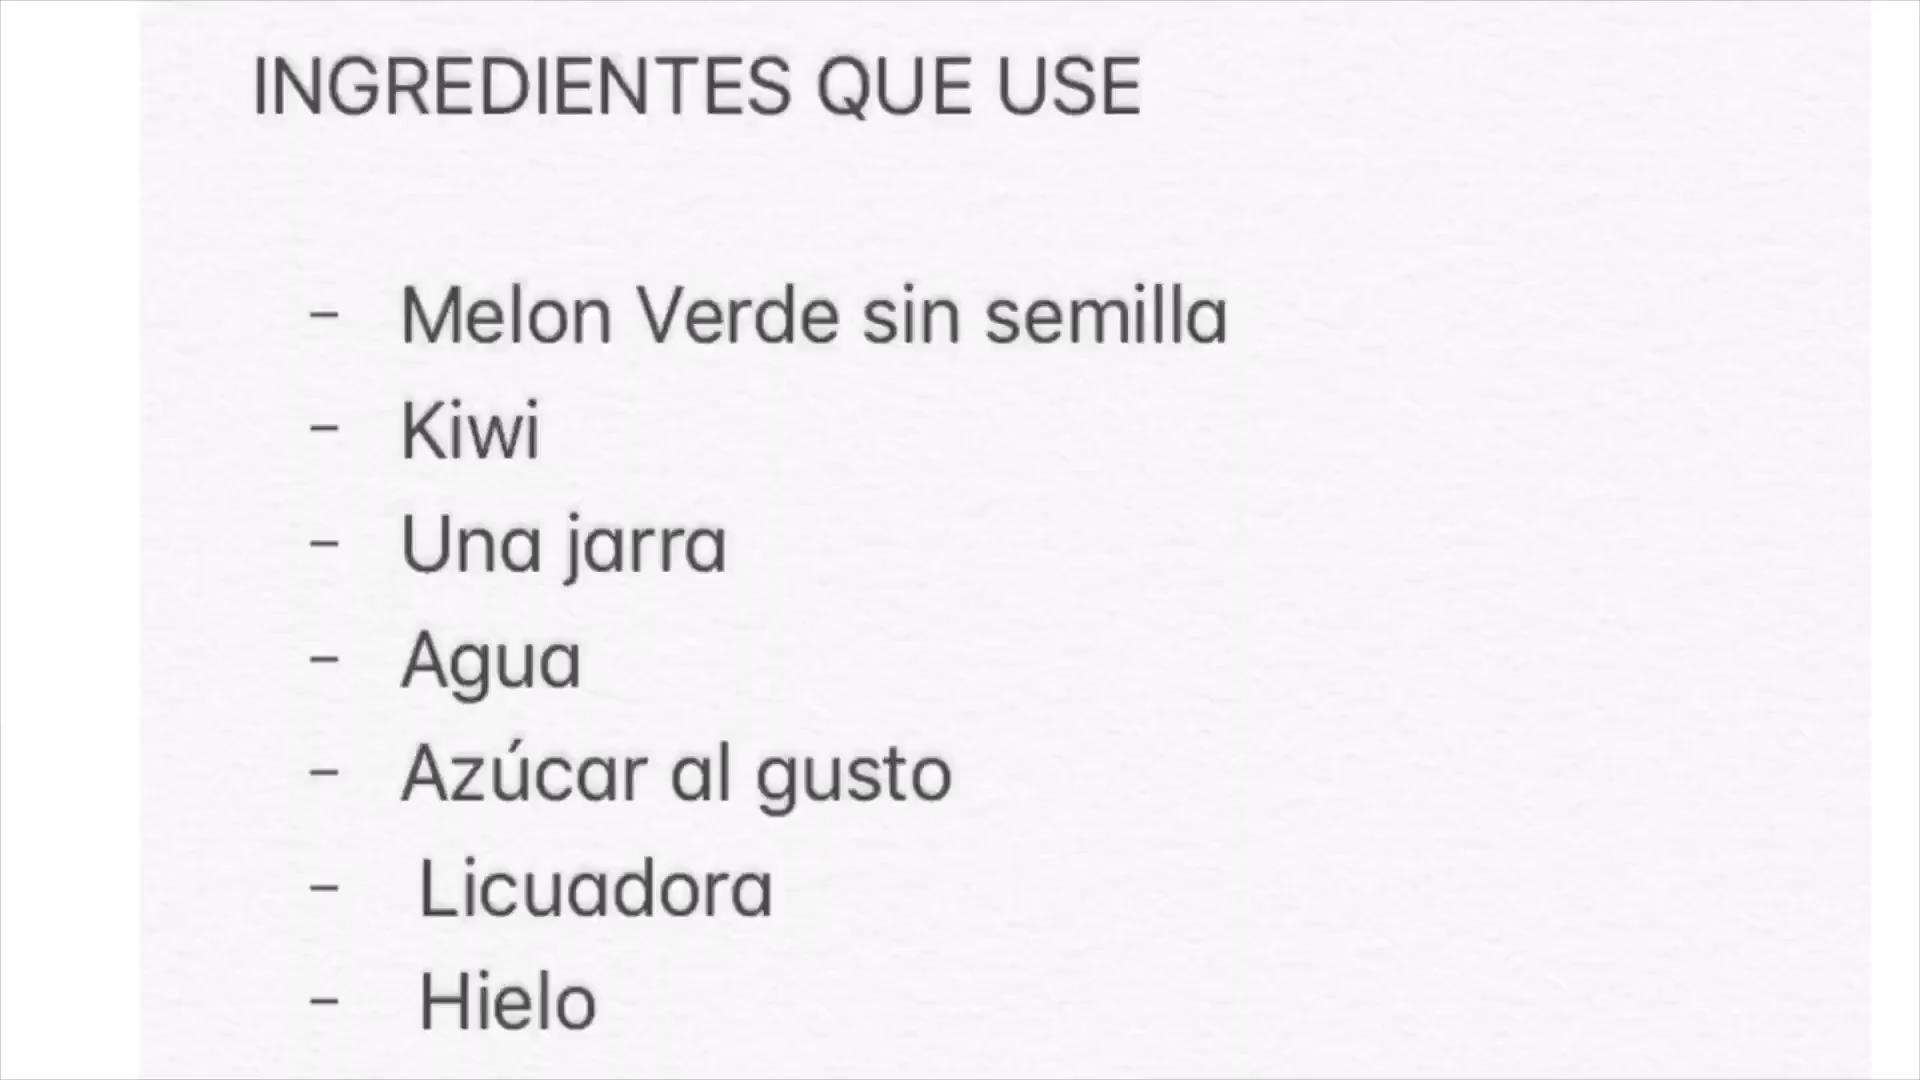 INGREDIENTES QUE USE
- Melon Verde sin semilla
- Kiwi
- Una jarra
- Agua
- Azúcar al gusto
- Licuadora
- Hielo